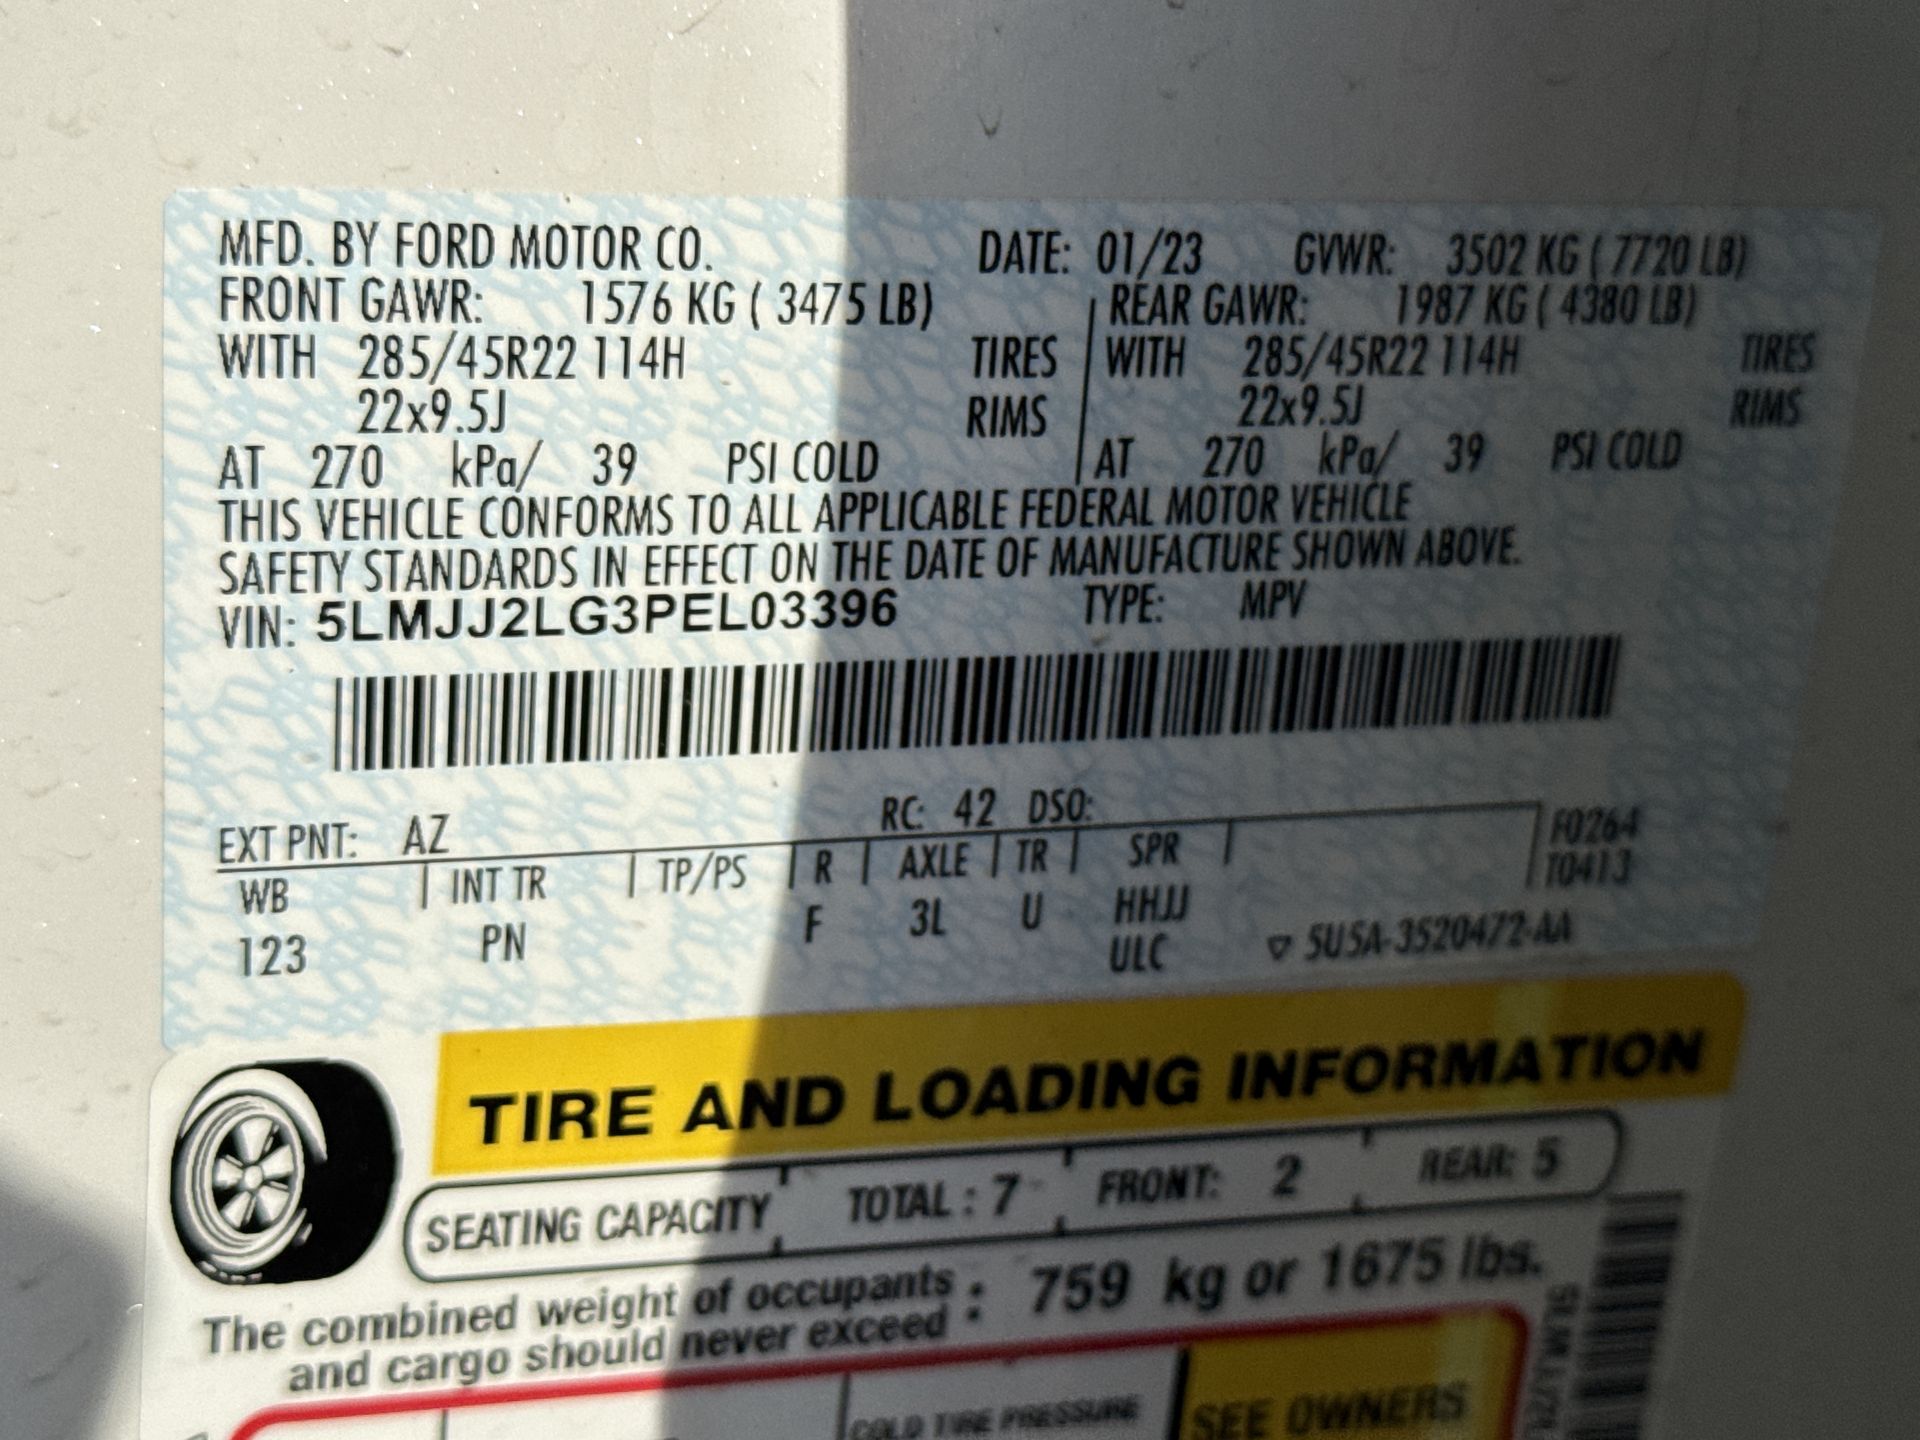 MFD. BY FORD MOTOR CO. DATE: 01/23 GVWR: 3502 KG ( 7720 LB)
FRONT GAWR: 1576 KG ( 3475 LB) REAR GAWR: 1987 KG ( 4380 LB)
WITH 285/45R22 114H TIRES WITH 285/45R22 114H TIRES
22x9.5J RIMS 22x9.5J RIMS
AT 270 kPa/ 39 PSI COLD AT 270 kPa/ 39 PSI COLD
THIS VEHICLE CONFORMS TO ALL APPLICABLE FEDERAL MOTOR VEHICLE
SAFETY STANDARDS IN EFFECT ON THE DATE OF MANUFACTURE SHOWN ABOVE.
VIN: 5LMJJ2LG3PEL03396 TYPE: MPV
EXT PNT: AZ RC: 42 DSO: F0264
WB INT TR TP/PS R AXLE TR SPR T0413
123 PN F 3L U HHJJ
ULC 5U5A-3520472-AA
TIRE AND LOADING INFORMATION
SEATING CAPACITY TOTAL : 7 FRONT: 2 REAR: 5
The combined weight of occupants
and cargo should never exceed : 759 kg or 1675 lbs.
COLD TIRE PRESSURE SEE OWNERS